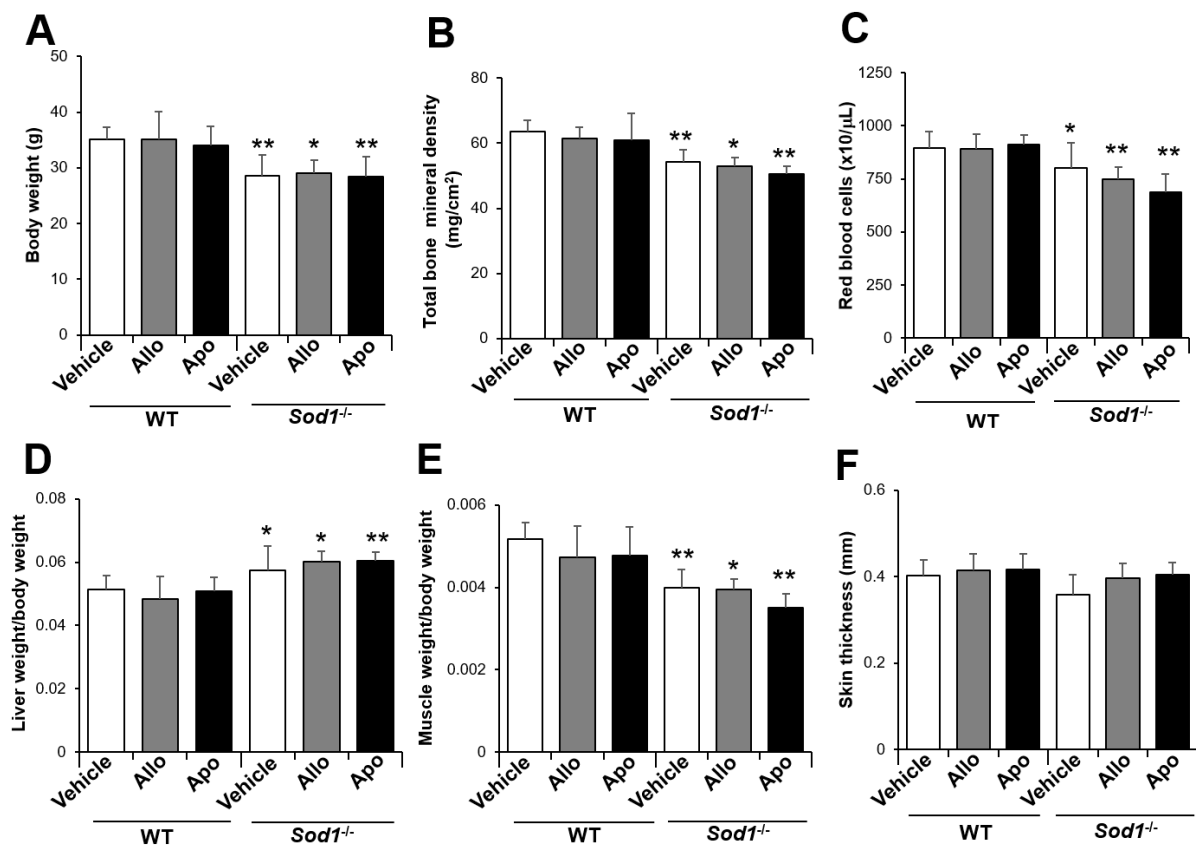 A
Body weight (g)
50
40
30
20
10
0
** * **
Vehicle Allo Apo Vehicle Allo Apo
WT Sod1-/-
B
Total bone mineral density
(mg/cm2)
80
60
40
20
0
** * **
Vehicle Allo Apo Vehicle Allo Apo
WT Sod1-/-
C
Red blood cells (x10/μL)
1250
1000
750
500
250
0
* ** **
Vehicle Allo Apo Vehicle Allo Apo
WT Sod1-/-
D
Liver weight/body weight
0.08
0.06
0.04
0.02
0
* * **
Vehicle Allo Apo Vehicle Allo Apo
WT Sod1-/-
E
Muscle weight/body weight
0.006
0.004
0.002
0
** * **
Vehicle Allo Apo Vehicle Allo Apo
WT Sod1-/-
F
Skin thickness (mm)
0.6
0.4
0.2
0
Vehicle Allo Apo Vehicle Allo Apo
WT Sod1-/-